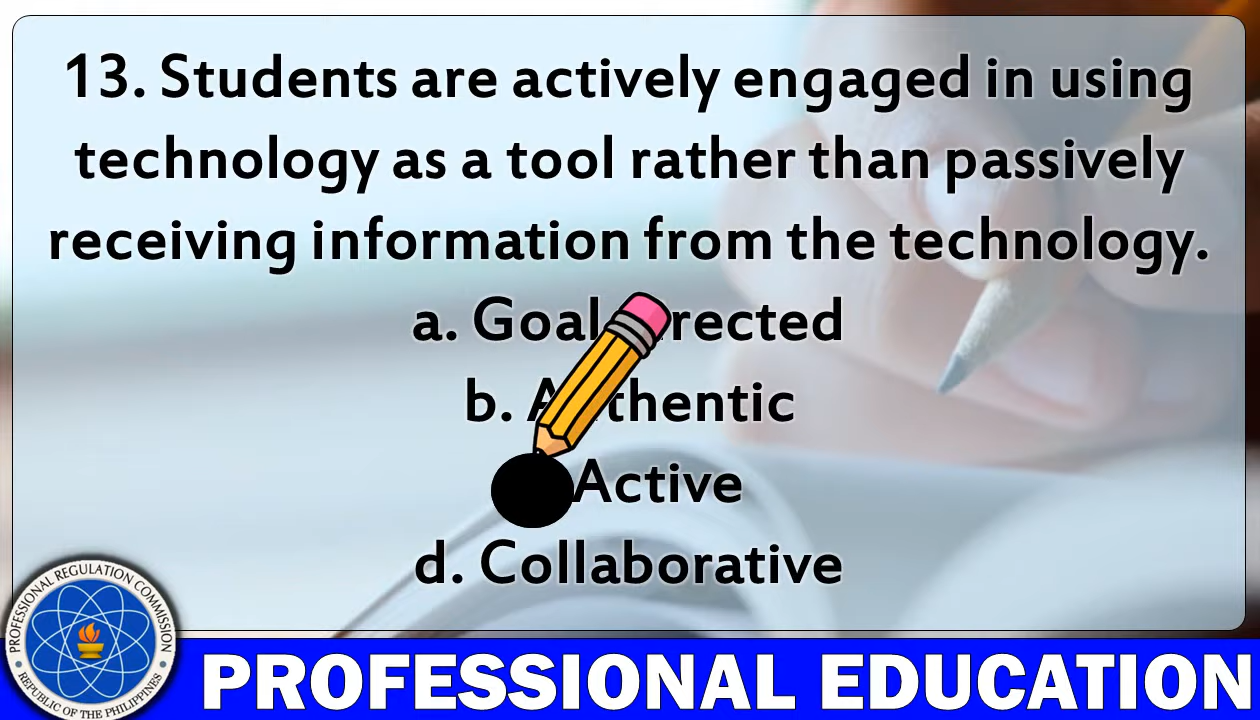 13. Students are actively engaged in using
technology as a tool rather than passively
receiving information from the technology.
a.
b.
Active
d. Collaborative
PROFESSIONAL REGULATION COMMISSION
REPUBLIC OF THE PHILIPPINES
PROFESSIONAL EDUCATION